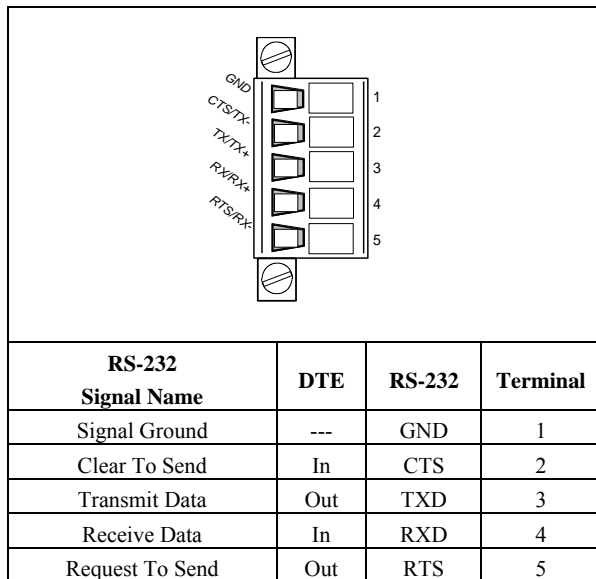 GND
1
CTS/TX-
2
TX/TX+
3
RX/RX+
4
RTS/RX-
5
RS-232 Signal Name DTE RS-232 Terminal
Signal Ground --- GND 1
Clear To Send In CTS 2
Transmit Data Out TXD 3
Receive Data In RXD 4
Request To Send Out RTS 5